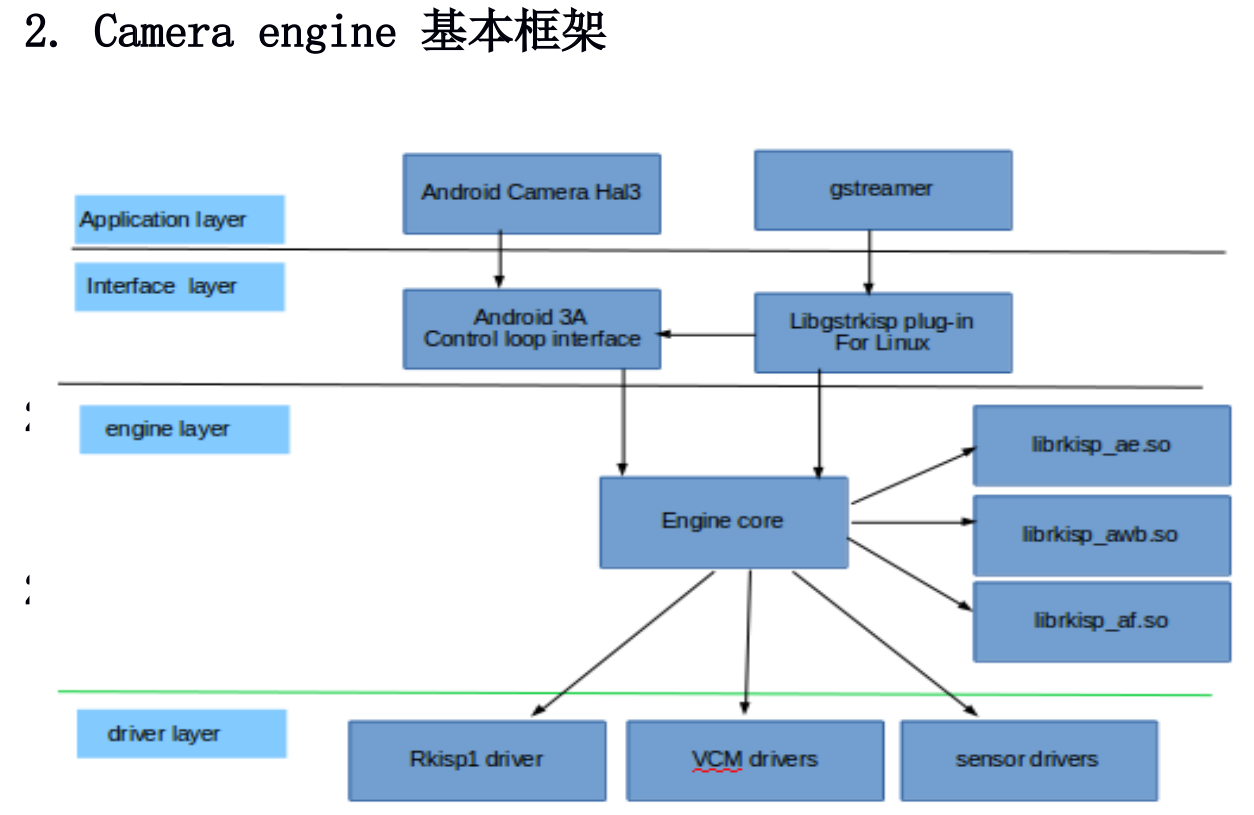 2. Camera engine 基本框架
Android Camera Hal3
gstreamer
Application layer
Interface layer
Android 3A
Control loop interface
Libgstrkisp plug-in
For Linux
engine layer
librkisp_ae.so
Engine core
librkisp_awb.so
librkisp_af.so
driver layer
Rkisp1 driver
VCM drivers
sensor drivers